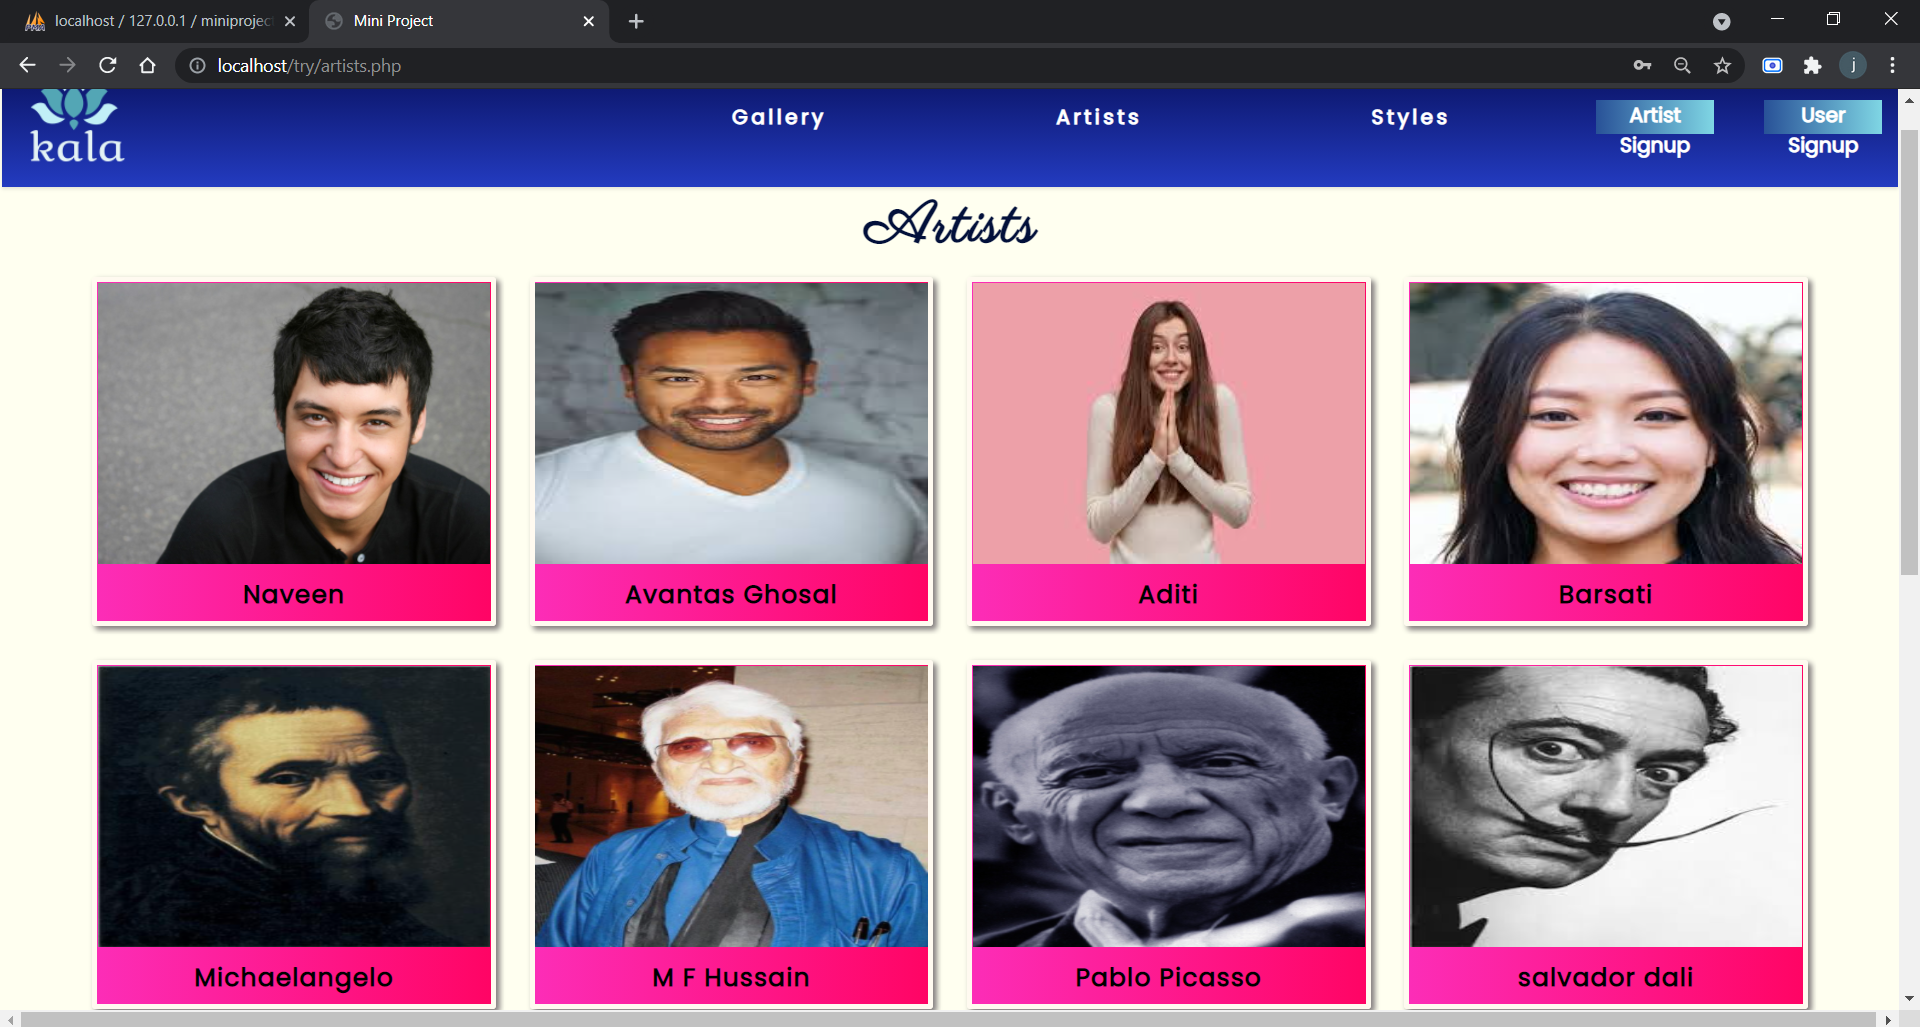 localhost / 127.0.0.1 / miniproject
Mini Project
localhost/try/artists.php
j
kala
Gallery
Artists
Styles
Artist
Signup
User
Signup
Artists
Naveen
Avantas Ghosal
Aditi
Barsati
Michaelangelo
M F Hussain
Pablo Picasso
salvador dali